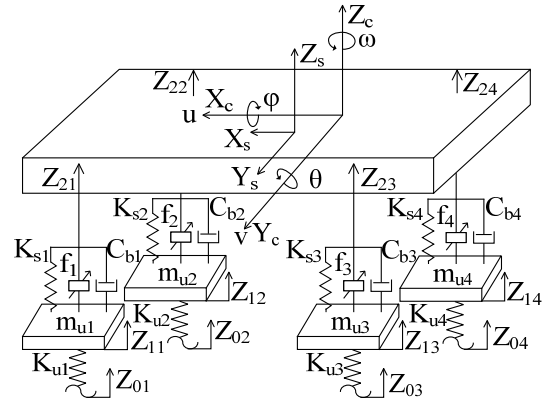 Z_c
ω
Z_s
Z_22
Z_24
X_c
φ
u
X_s
Z_21
Y_s
θ
Z_23
v Y_c
K_s2
f_2
C_b2
K_s4
f_4
C_b4
K_s1
f_1
C_b1
K_s3
f_3
C_b3
m_u2
m_u4
Z_12
Z_14
m_u1
K_u2
m_u3
K_u4
Z_11
Z_02
Z_13
Z_04
K_u1
Z_01
K_u3
Z_03